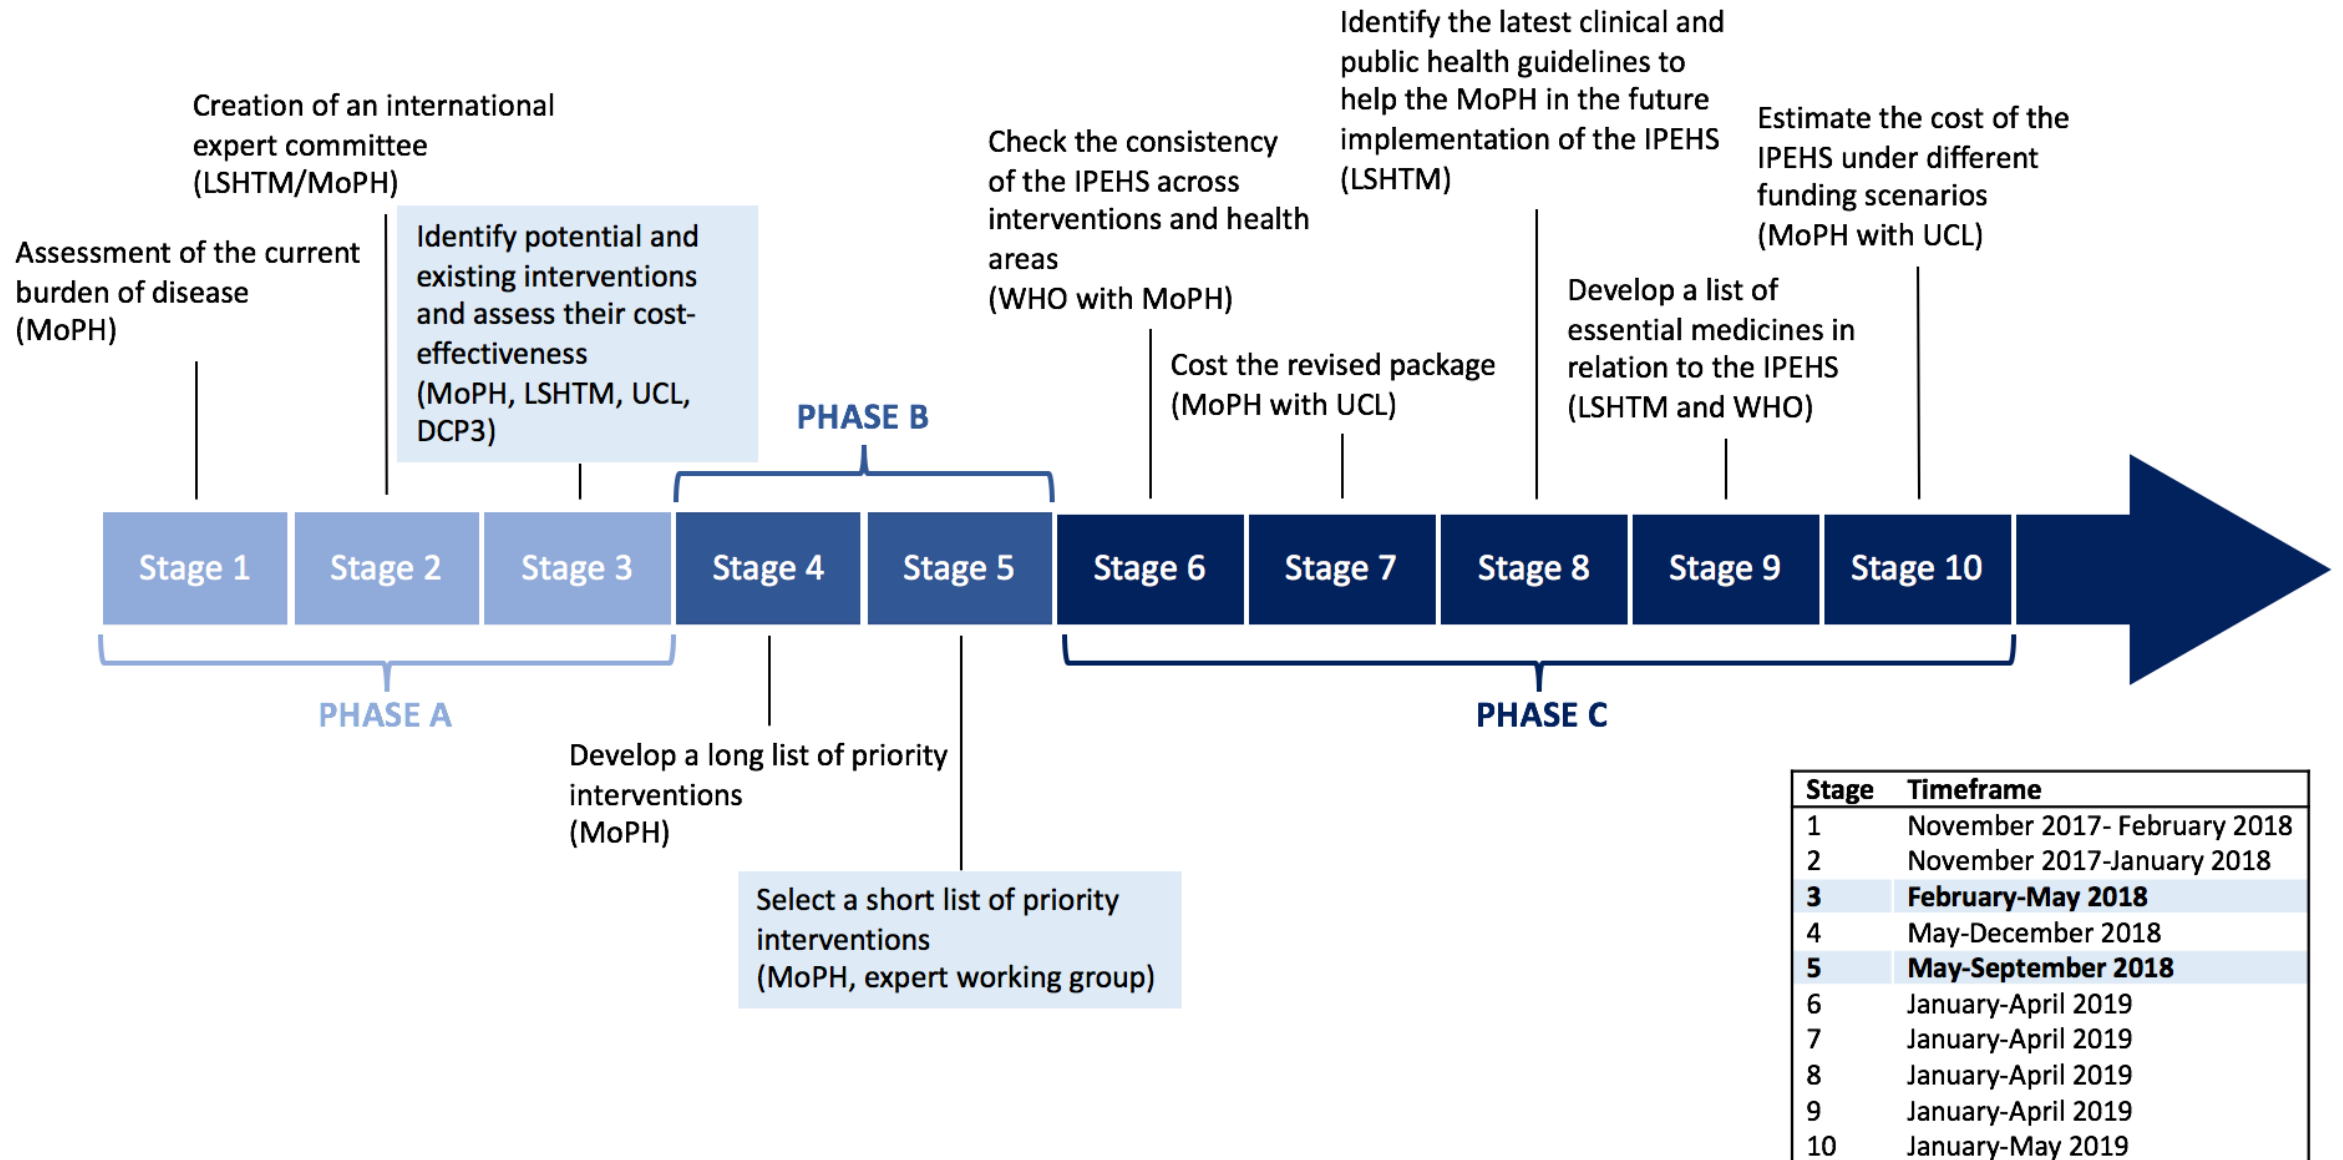 Identify the latest clinical and
public health guidelines to
help the MoPH in the future
implementation of the IPEHS
(LSHTM)
Creation of an international
expert committee
(LSHTM/MoPH)
Estimate the cost of the
IPEHS under different
funding scenarios
(MoPH with UCL)
Check the consistency
of the IPEHS across
interventions and health
areas
(WHO with MoPH)
Assessment of the current
burden of disease
(MoPH)
Identify potential and
existing interventions
and assess their cost-
effectiveness
(MoPH, LSHTM, UCL,
DCP3)
Develop a list of
essential medicines in
relation to the IPEHS
(LSHTM and WHO)
Cost the revised package
(MoPH with UCL)
PHASE B
Stage 1
Stage 2
Stage 3
Stage 4
Stage 5
Stage 6
Stage 7
Stage 8
Stage 9
Stage 10
PHASE A
PHASE C
Develop a long list of priority
interventions
(MoPH)
Select a short list of priority
interventions
(MoPH, expert working group)
Stage Timeframe
1 November 2017- February 2018
2 November 2017-January 2018
3 February-May 2018
4 May-December 2018
5 May-September 2018
6 January-April 2019
7 January-April 2019
8 January-April 2019
9 January-April 2019
10 January-May 2019